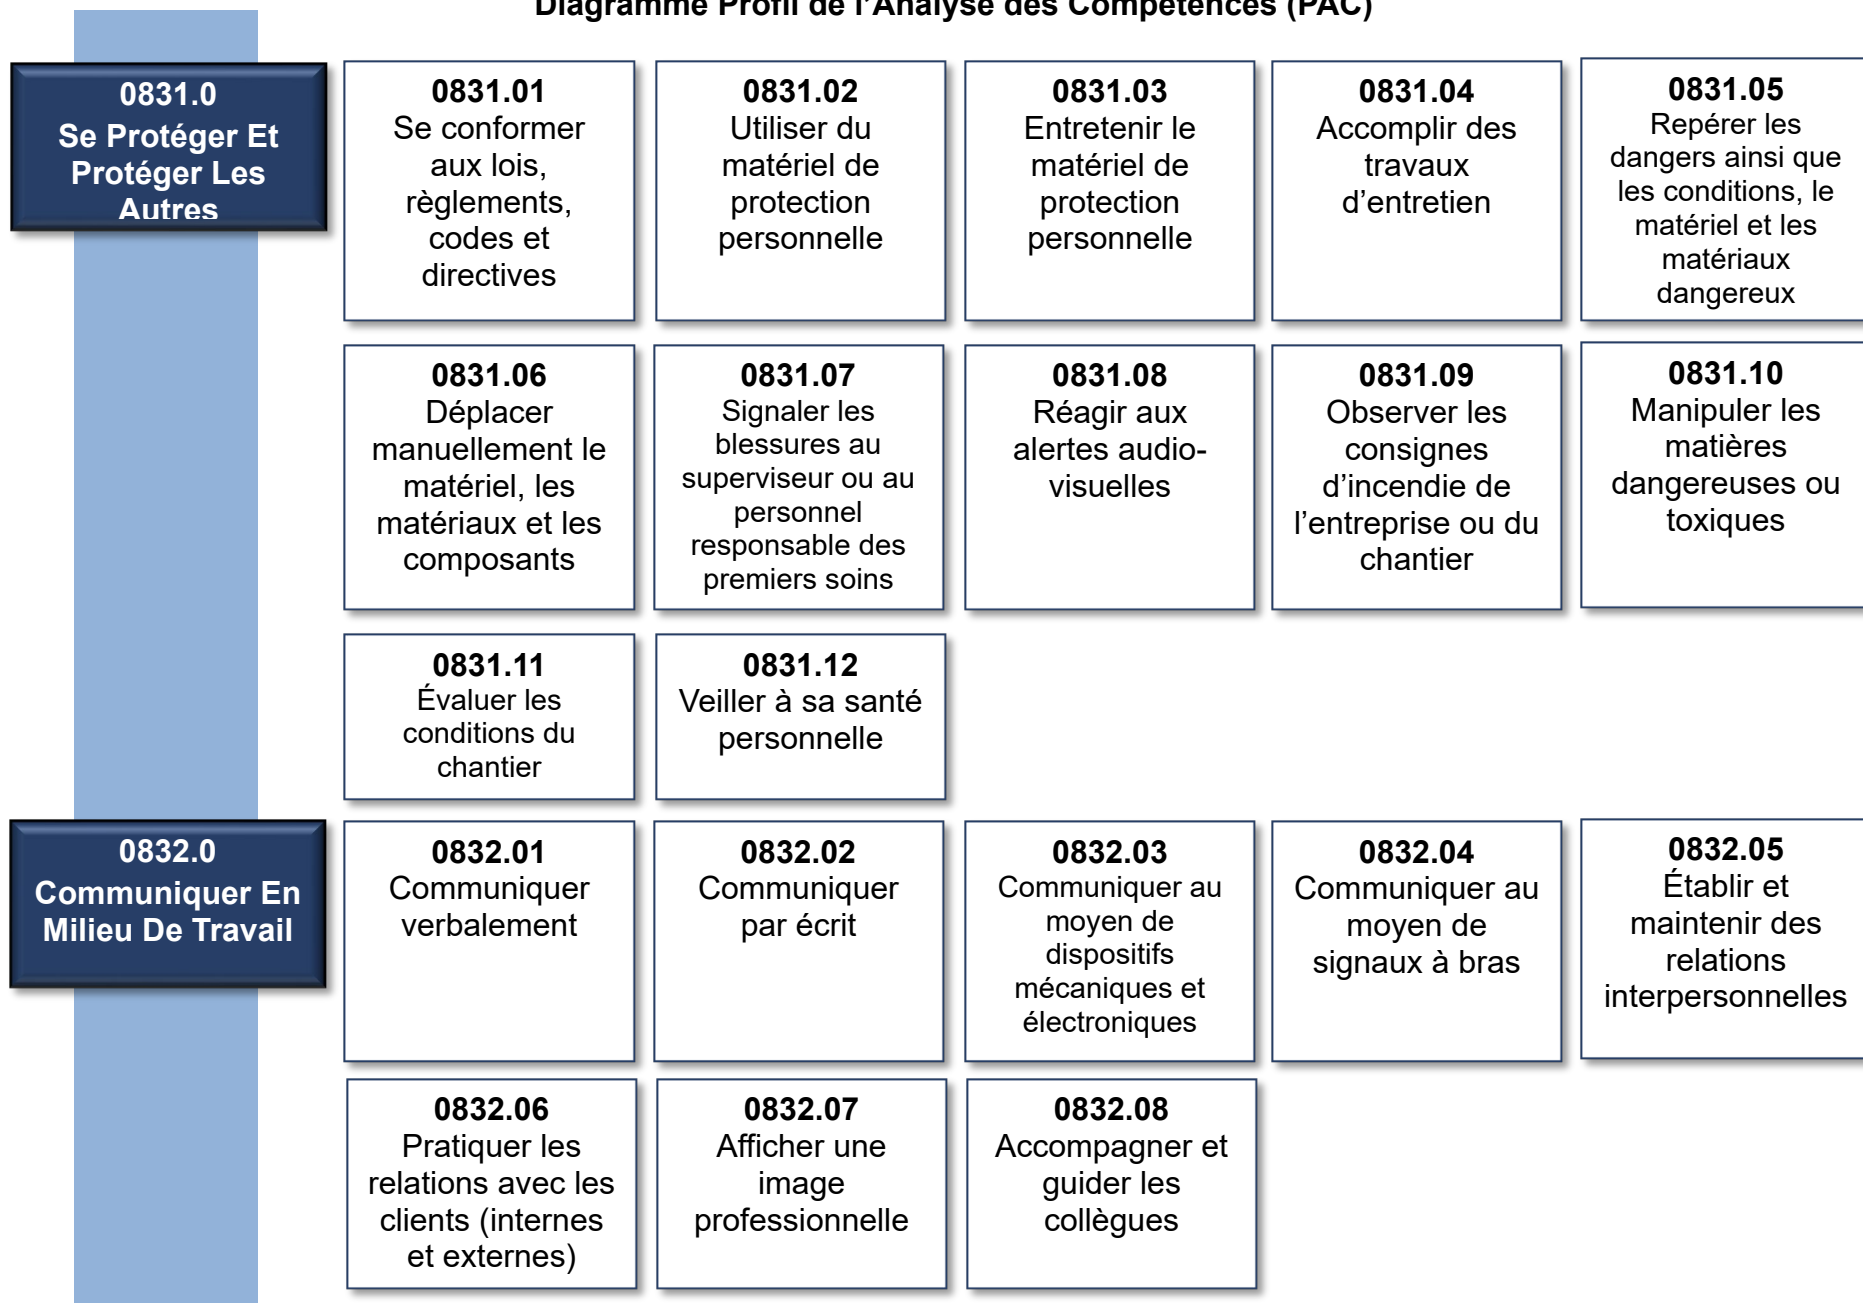 Diagramme Profil de l’Analyse des Compétences (PAC)
0831.0
Se Protéger Et
Protéger Les
Autres
0831.01
Se conformer
aux lois,
règlements,
codes et
directives
0831.02
Utiliser du
matériel de
protection
personnelle
0831.03
Entretenir le
matériel de
protection
personnelle
0831.04
Accomplir des
travaux
d’entretien
0831.05
Repérer les
dangers ainsi que
les conditions, le
matériel et les
matériaux
dangereux
0831.06
Déplacer
manuellement le
matériel, les
matériaux et les
composants
0831.07
Signaler les
blessures au
superviseur ou au
personnel
responsable des
premiers soins
0831.08
Réagir aux
alertes audio-
visuelles
0831.09
Observer les
consignes
d’incendie de
l’entreprise ou du
chantier
0831.10
Manipuler les
matières
dangereuses ou
toxiques
0831.11
Évaluer les
conditions du
chantier
0831.12
Veiller à sa santé
personnelle
0832.0
Communiquer En
Milieu De Travail
0832.01
Communiquer
verbalement
0832.02
Communiquer
par écrit
0832.03
Communiquer au
moyen de
dispositifs
mécaniques et
électroniques
0832.04
Communiquer au
moyen de
signaux à bras
0832.05
Établir et
maintenir des
relations
interpersonnelles
0832.06
Pratiquer les
relations avec les
clients (internes
et externes)
0832.07
Afficher une
image
professionnelle
0832.08
Accompagner et
guider les
collègues